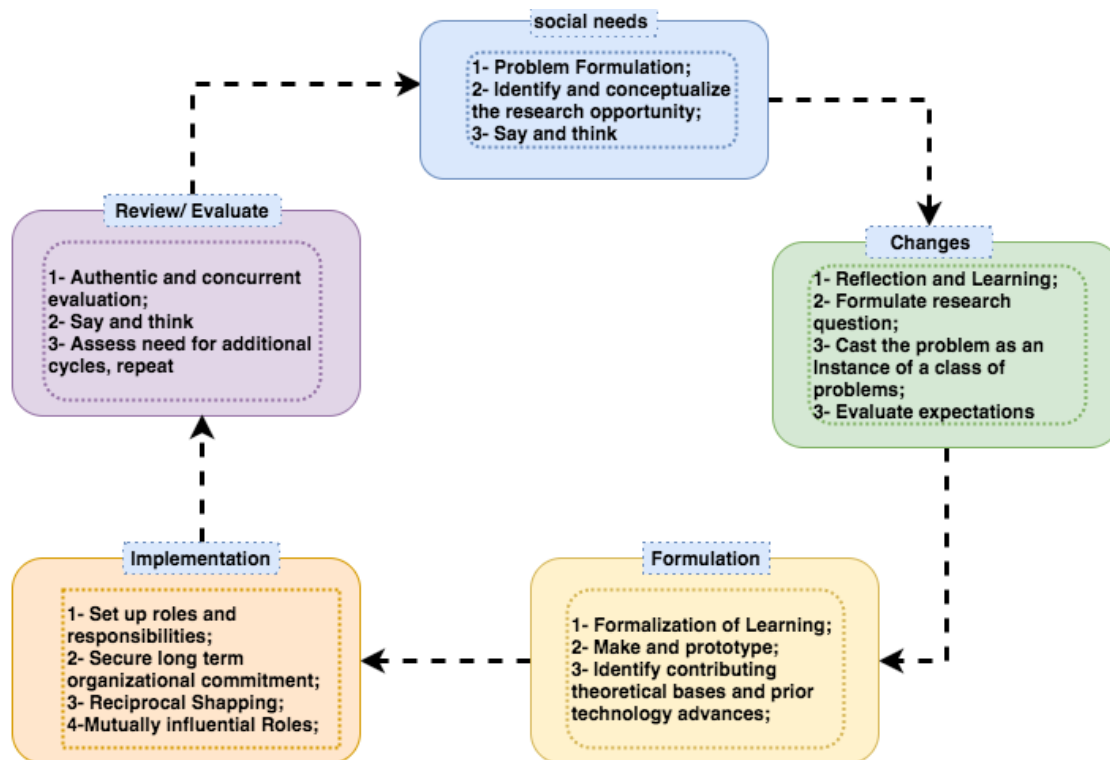 social needs
1- Problem Formulation;
2- Identify and conceptualize
the research opportunity;
3- Say and think
Changes
1- Reflection and Learning;
2- Formulate research
question;
3- Cast the problem as an
Instance of a class of
problems;
3- Evaluate expectations
Formulation
1- Formalization of Learning;
2- Make and prototype;
3- Identify contributing
theoretical bases and prior
technology advances;
Implementation
1- Set up roles and
responsibilities;
2- Secure long term
organizational commitment;
3- Reciprocal Shapping;
4-Mutually influential Roles;
Review/ Evaluate
1- Authentic and concurrent
evaluation;
2- Say and think
3- Assess need for additional
cycles, repeat